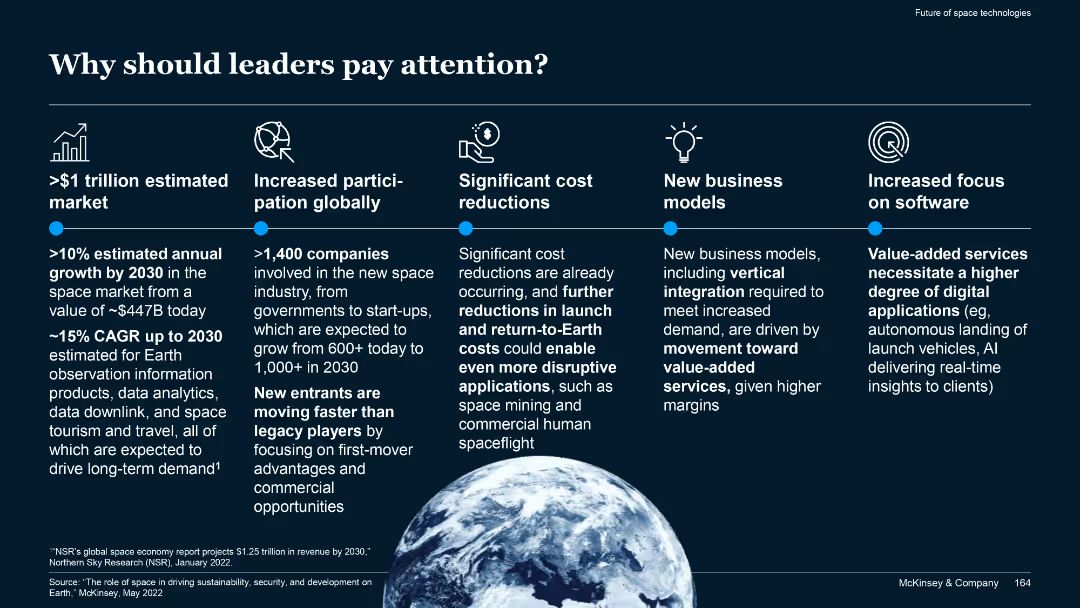 Future of space technologies
Why should leaders pay attention?
>$1 trillion estimated
market
>10% estimated annual
growth by 2030 in the
space market from a
value of ~$447B today
~15% CAGR up to 2030
estimated for Earth
observation information
products, data analytics,
data downlink, and space
tourism and travel, all of
which are expected to
drive long-term demand¹
Increased partici-
pation globally
>1,400 companies
involved in the new space
industry, from
governments to start-ups,
which are expected to
grow from 600+ today to
1,000+ in 2030
New entrants are
moving faster than
legacy players by
focusing on first-mover
advantages and
commercial
opportunities
Significant cost
reductions
Significant cost
reductions are already
occurring, and further
reductions in launch
and return-to-Earth
costs could enable
even more disruptive
applications, such as
space mining and
commercial human
spaceflight
New business
models
New business models,
including vertical
integration required to
meet increased
demand, are driven by
movement toward
value-added
services, given higher
margins
Increased focus
on software
Value-added services
necessitate a higher
degree of digital
applications (eg,
autonomous landing of
launch vehicles, AI
delivering real-time
insights to clients)
¹"NSR's global space economy report projects $1.25 trillion in revenue by 2030,"
Northern Sky Research (NSR), January 2022.
Source: "The role of space in driving sustainability, security, and development on
Earth," McKinsey, May 2022
McKinsey & Company 164